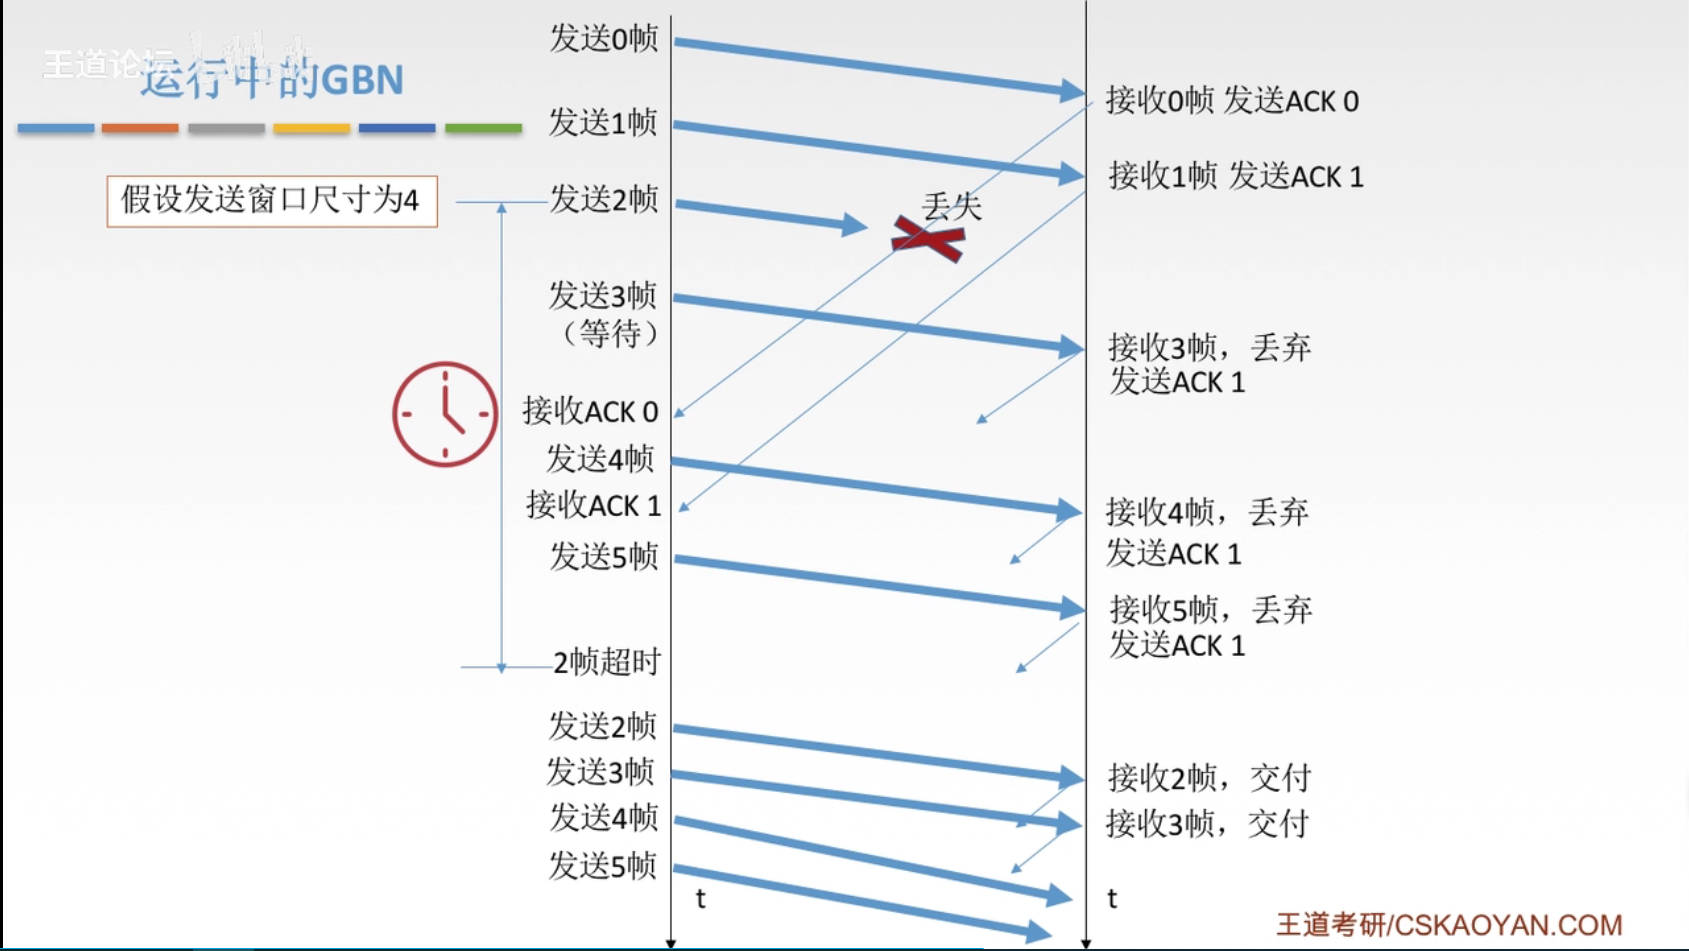 王道论坛
运行中的GBN
假设发送窗口尺寸为4
发送0帧
发送1帧
发送2帧
丢失
发送3帧
（等待）
接收ACK 0
发送4帧
接收ACK 1
发送5帧
2帧超时
发送2帧
发送3帧
发送4帧
发送5帧
t
接收0帧 发送ACK 0
接收1帧 发送ACK 1
接收3帧，丢弃
发送ACK 1
接收4帧，丢弃
发送ACK 1
接收5帧，丢弃
发送ACK 1
接收2帧，交付
接收3帧，交付
t
王道考研/CSKAOYAN.COM